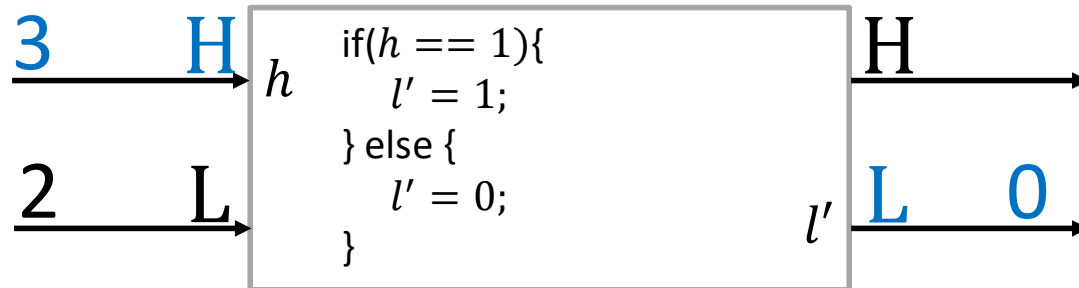 3 H h if(h == 1){ H
l′ = 1;
} else {
2 L l′ = 0; l′ L 0
}